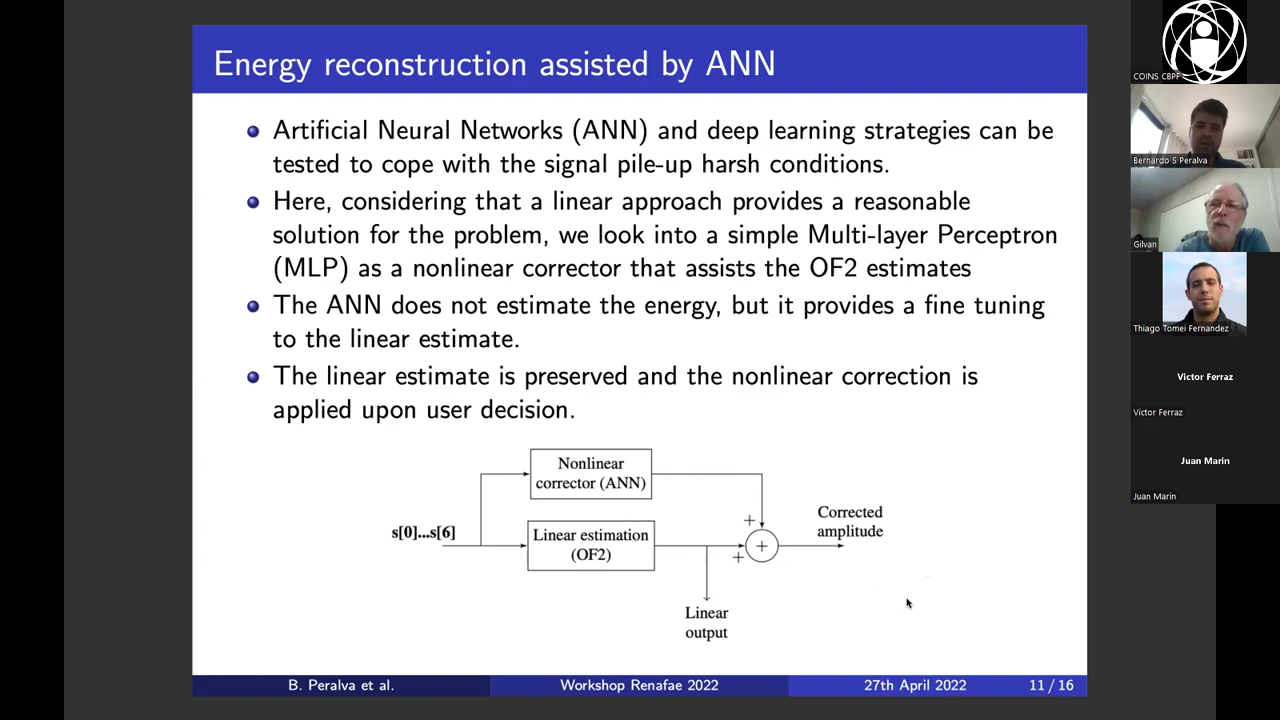 Energy reconstruction assisted by ANN
Artificial Neural Networks (ANN) and deep learning strategies can be
tested to cope with the signal pile-up harsh conditions.
Here, considering that a linear approach provides a reasonable
solution for the problem, we look into a simple Multi-layer Perceptron
(MLP) as a nonlinear corrector that assists the OF2 estimates
The ANN does not estimate the energy, but it provides a fine tuning
to the linear estimate.
The linear estimate is preserved and the nonlinear correction is
applied upon user decision.
Nonlinear
corrector (ANN)
s[0]...s[6]
Linear estimation
(OF2)
+
+
+
Corrected
amplitude
Linear
output
B. Peralva et al.
Workshop Renafae 2022
27th April 2022
11 / 16
COINS CBPF
Bernardo S Peralva
Gilvan
Thiago Tomei Fernandez
Victor Ferraz
Victor Ferraz
Juan Marin
Juan Marin